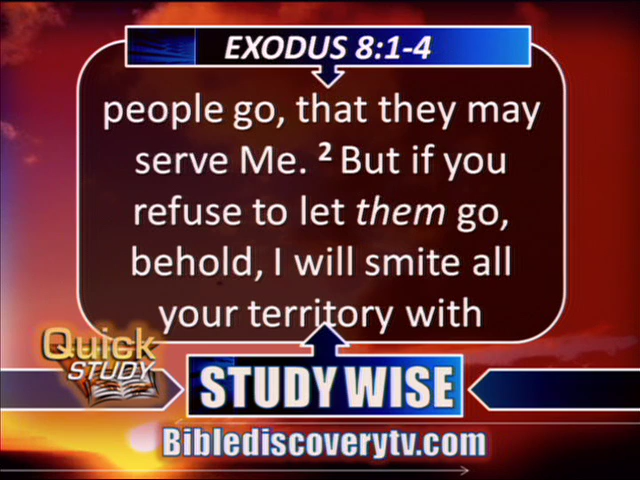 EXODUS 8:1-4
people go, that they may
serve Me. ² But if you
refuse to let them go,
behold, I will smite all
your territory with
Quick
STUDY
STUDY WISE
Biblediscoverytv.com